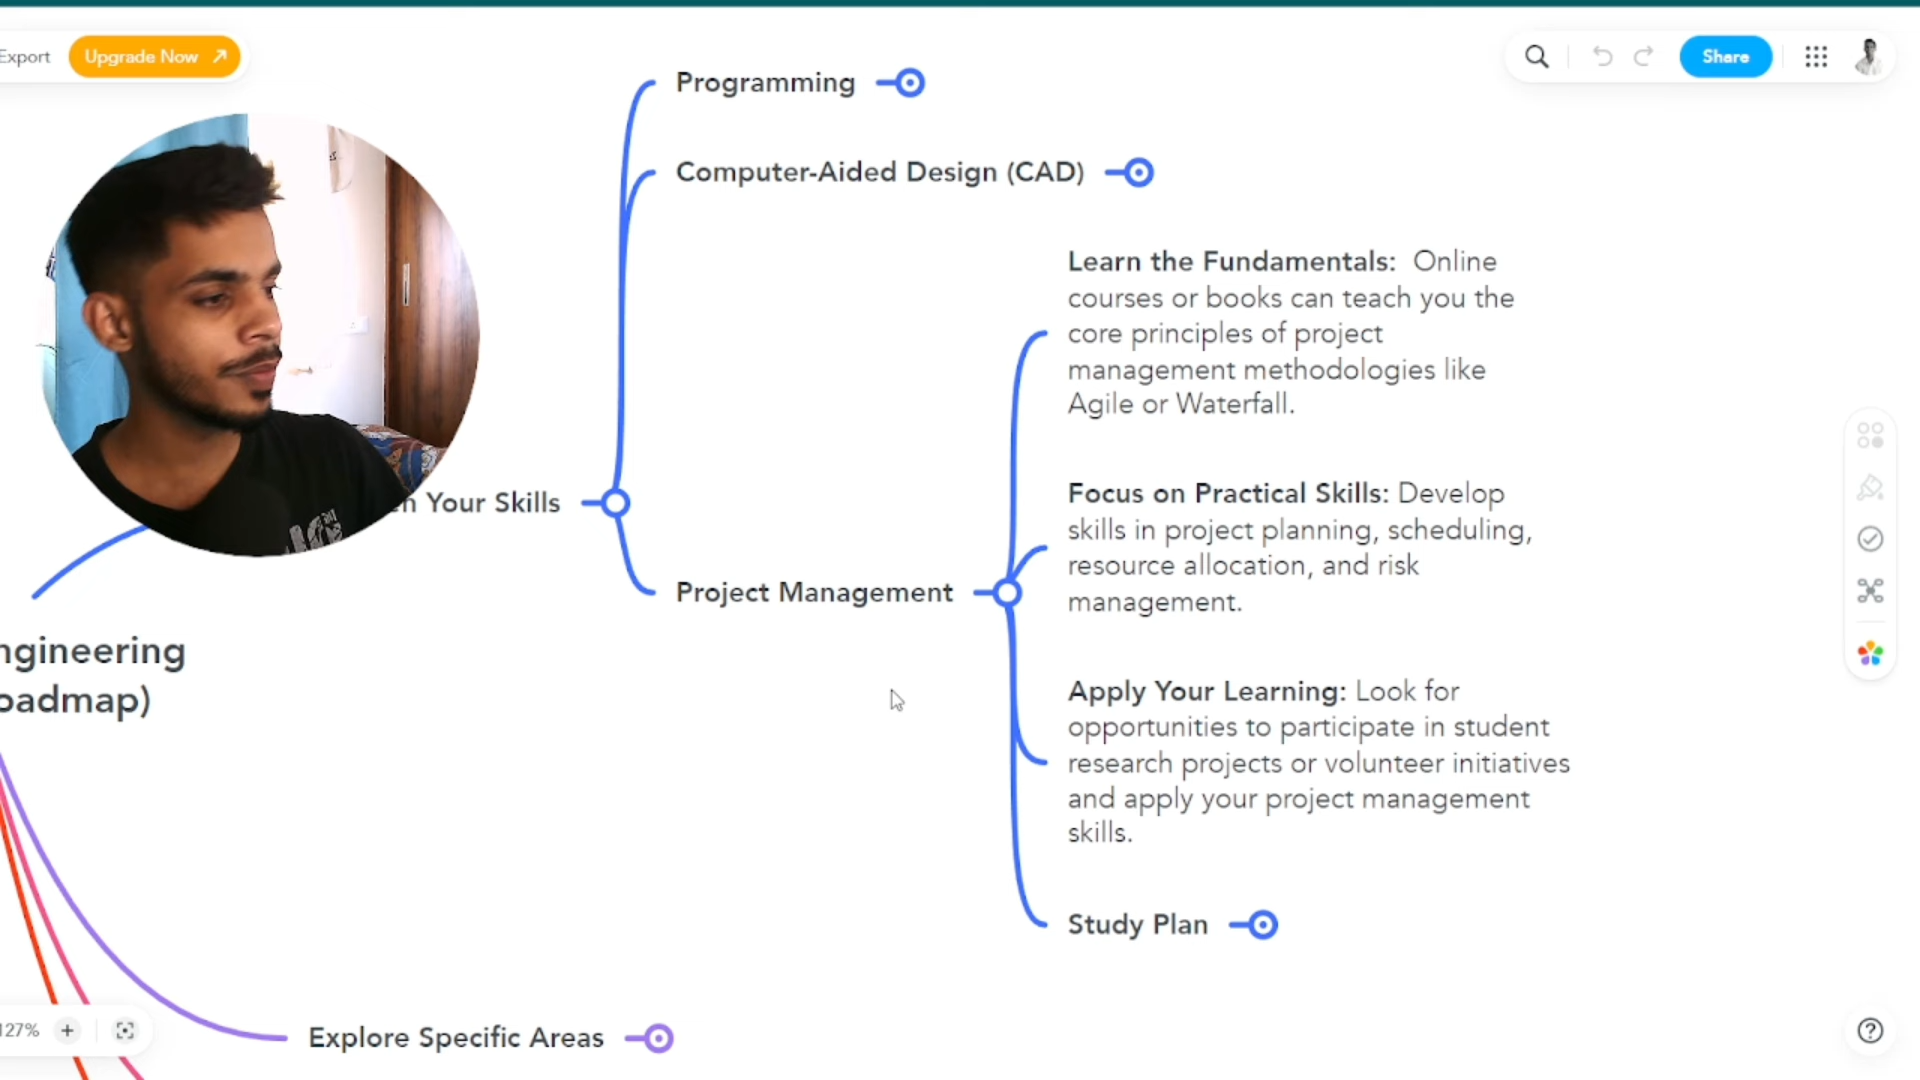 Export
Upgrade Now
Share
Programming
Computer-Aided Design (CAD)
Learn the Fundamentals: Online
courses or books can teach you the
core principles of project
management methodologies like
Agile or Waterfall.
Your Skills
Focus on Practical Skills: Develop
skills in project planning, scheduling,
resource allocation, and risk
management.
Project Management
ngineering
oadmap)
Apply Your Learning: Look for
opportunities to participate in student
research projects or volunteer initiatives
and apply your project management
skills.
Study Plan
127%
Explore Specific Areas